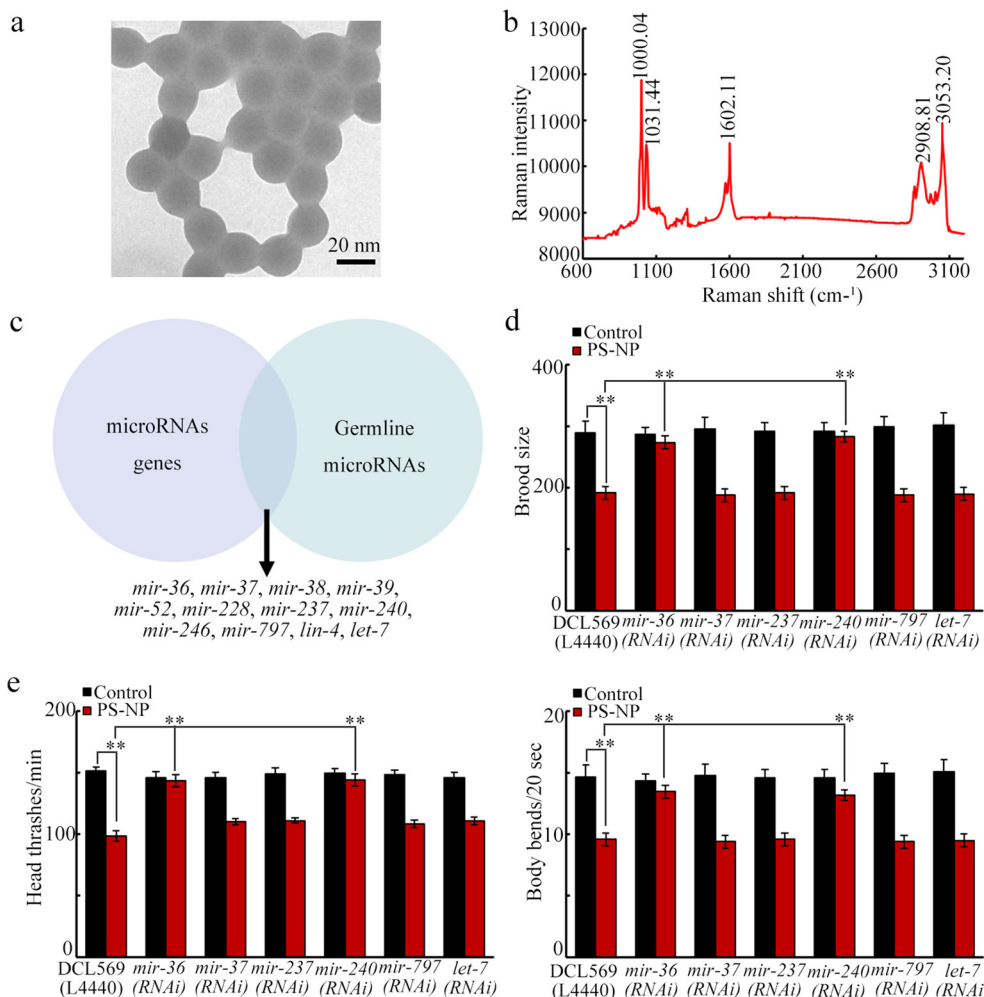 a
20 nm
b
13000
12000
11000
10000
9000
8000
Raman intensity
1000.04
1031.44
1602.11
2908.81
3053.20
600 1100 1600 2100 2600 3100
Raman shift (cm-¹)
c
microRNAs
genes
Germline
microRNAs
mir-36, mir-37, mir-38, mir-39,
mir-52, mir-228, mir-237, mir-240,
mir-246, mir-797, lin-4, let-7
d
Control
PS-NP
400
200
0
Brood size
**
**
**
DCL569 mir-36 mir-37 mir-237 mir-240 mir-797 let-7
(L4440) (RNAi) (RNAi) (RNAi) (RNAi) (RNAi) (RNAi)
e
Control
PS-NP
200
100
0
Head thrashes/min
**
**
**
DCL569 mir-36 mir-37 mir-237 mir-240 mir-797 let-7
(L4440) (RNAi) (RNAi) (RNAi) (RNAi) (RNAi) (RNAi)
Control
PS-NP
20
10
0
Body bends/20 sec
**
**
**
DCL569 mir-36 mir-37 mir-237 mir-240 mir-797 let-7
(L4440) (RNAi) (RNAi) (RNAi) (RNAi) (RNAi) (RNAi)